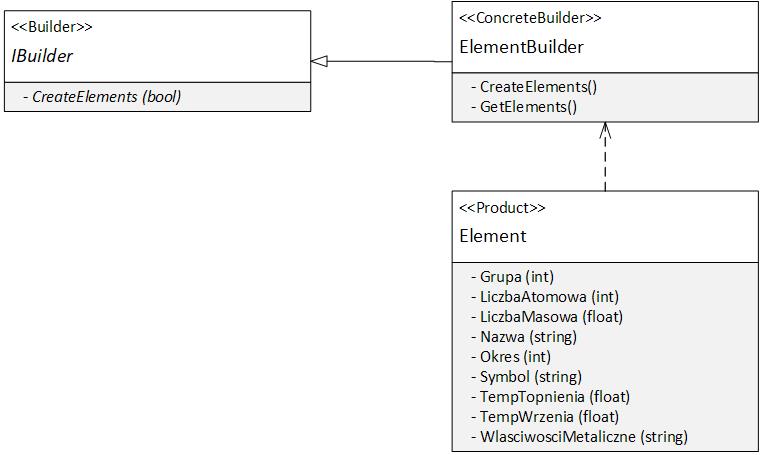 <<Builder>>
IBuilder
- CreateElements (bool)
<<ConcreteBuilder>>
ElementBuilder
- CreateElements()
- GetElements()
<<Product>>
Element
- Grupa (int)
- LiczbaAtomowa (int)
- LiczbaMasowa (float)
- Nazwa (string)
- Okres (int)
- Symbol (string)
- TempTopnienia (float)
- TempWrzenia (float)
- WlasciwosciMetaliczne (string)